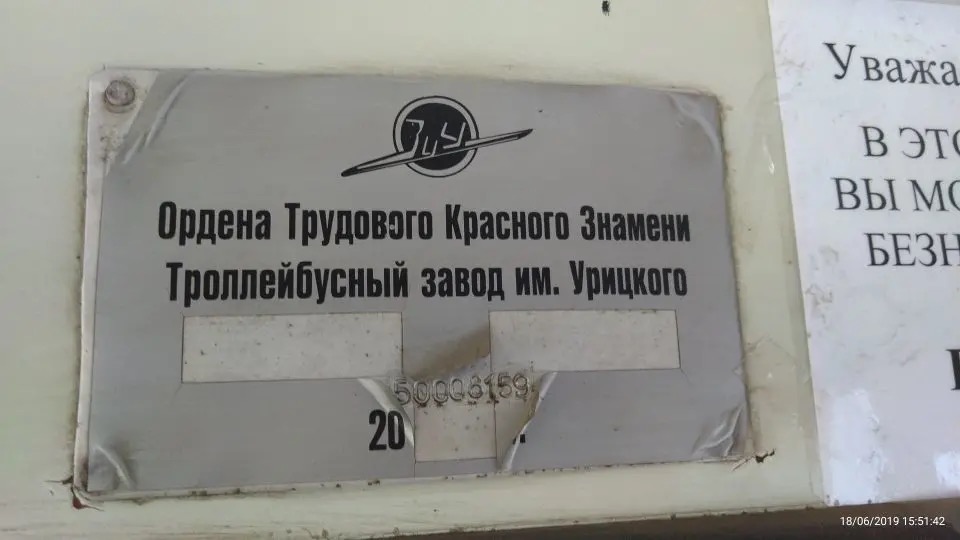 ЗиУ
Ордена Трудового Красного Знамени
Троллейбусный завод им. Урицкого
50006159
20
Уважа
В ЭТО
ВЫ МО
БЕЗН
18/06/2019 15:51:42